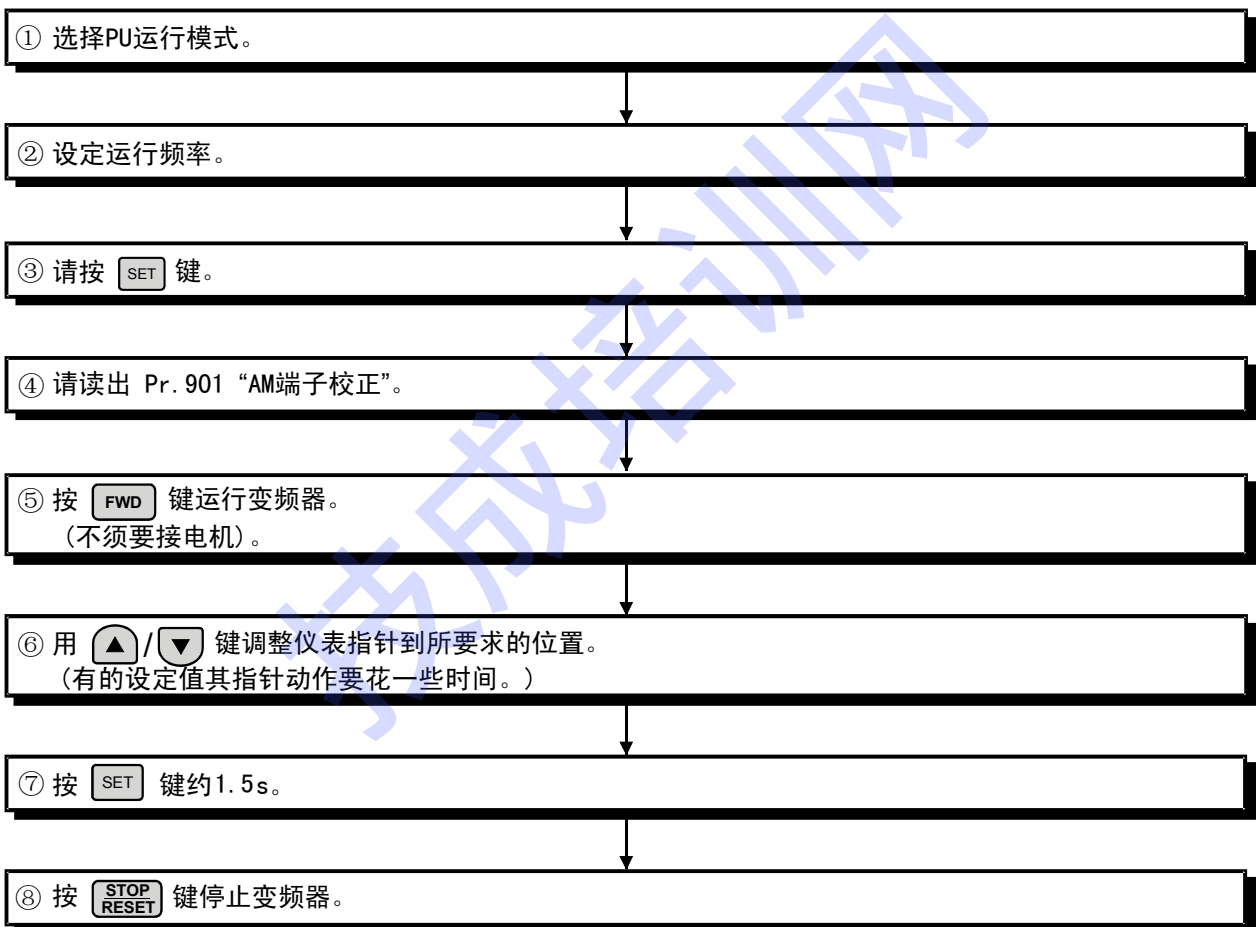 ① 选择PU运行模式。
② 设定运行频率。
③ 请按 SET 键。
④ 请读出 Pr.901 “AM端子校正”。
⑤ 按 FWD 键运行变频器。
(不须要接电机)。
⑥ 用 ▲/▼ 键调整仪表指针到所要求的位置。
(有的设定值其指针动作要花一些时间。)
⑦ 按 SET 键约1.5s。
⑧ 按 STOP RESET 键停止变频器。
技成培训网